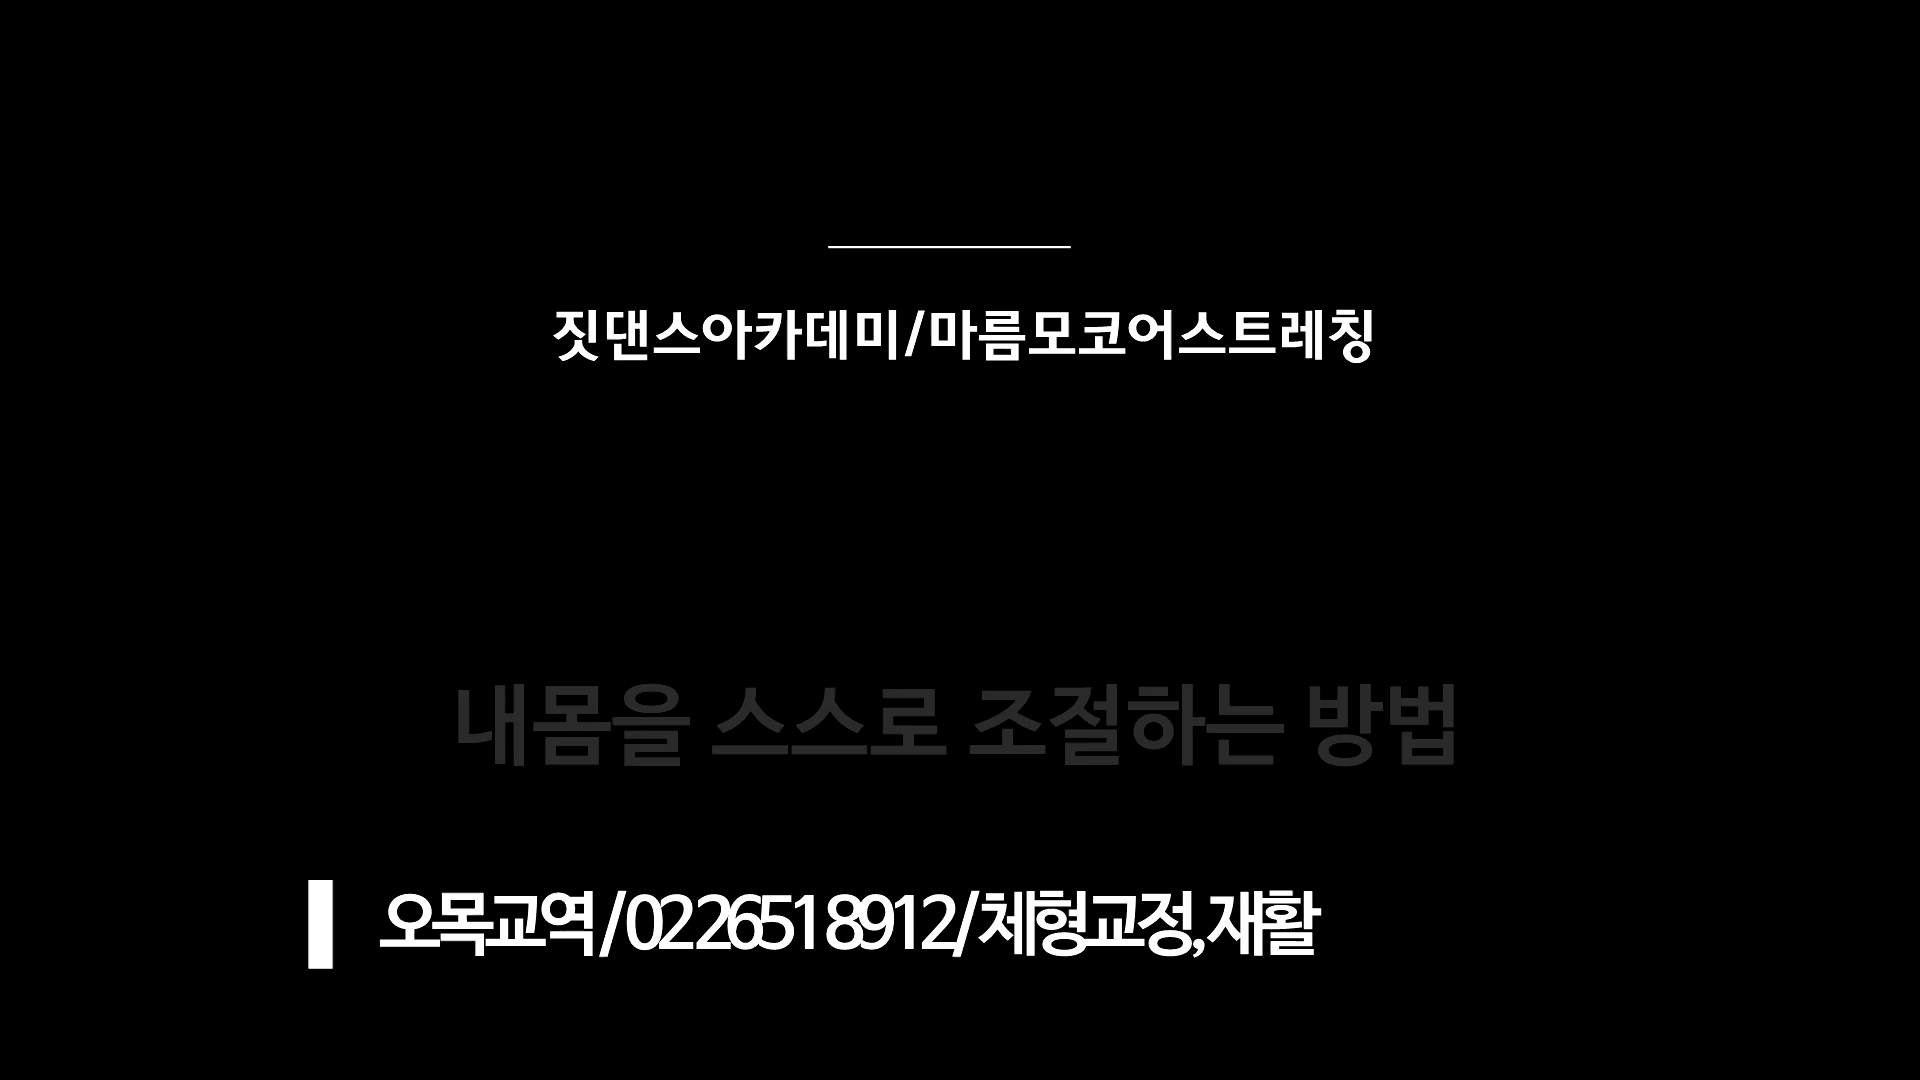 짓댄스아카데미/마름모코어스트레칭
내몸을 스스로 조절하는 방법
오목교역/0226518912/체형교정,재활